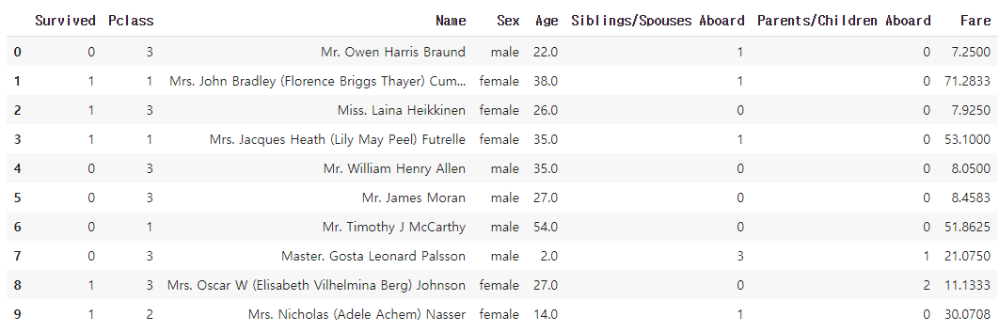 Survived Pclass Name Sex Age Siblings/Spouses Aboard Parents/Children Aboard Fare
0 0 3 Mr. Owen Harris Braund male 22.0 1 0 7.2500
1 1 1 Mrs. John Bradley (Florence Briggs Thayer) Cum... female 38.0 1 0 71.2833
2 1 3 Miss. Laina Heikkinen female 26.0 0 0 7.9250
3 1 1 Mrs. Jacques Heath (Lily May Peel) Futrelle female 35.0 1 0 53.1000
4 0 3 Mr. William Henry Allen male 35.0 0 0 8.0500
5 0 3 Mr. James Moran male 27.0 0 0 8.4583
6 0 1 Mr. Timothy J McCarthy male 54.0 0 0 51.8625
7 0 3 Master. Gosta Leonard Palsson male 2.0 3 1 21.0750
8 1 3 Mrs. Oscar W (Elisabeth Vilhelmina Berg) Johnson female 27.0 0 2 11.1333
9 1 2 Mrs. Nicholas (Adele Achem) Nasser female 14.0 1 0 30.0708